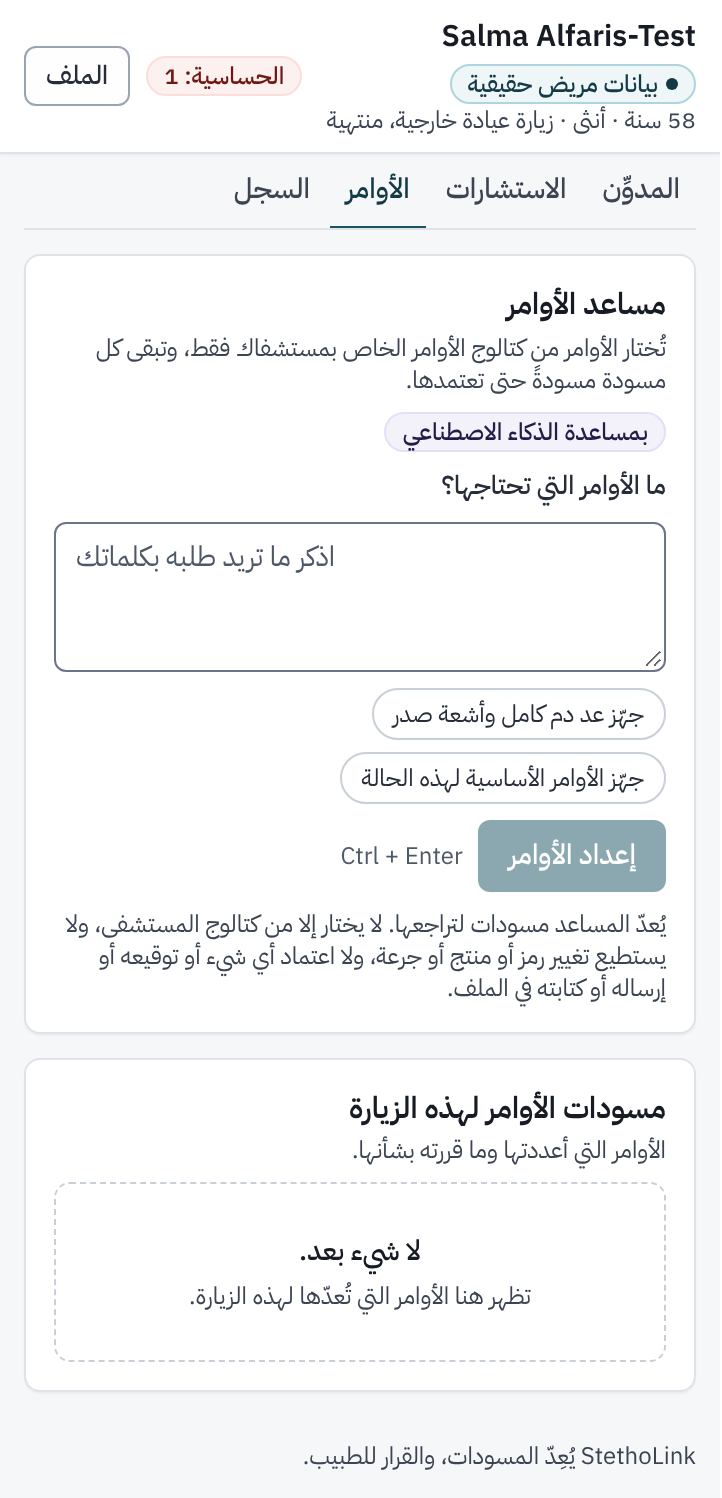 Salma Alfaris-Test
بيانات مريض حقيقية
58 سنة · أنثى · زيارة عيادة خارجية، منتهية
الحساسية: 1
الملف
المدوِّن
الاستشارات
الأوامر
السجل
مساعد الأوامر
تُختار الأوامر من كتالوج الأوامر الخاص بمستشفاك فقط، وتبقى كل
مسودة مسودةً حتى تعتمدها.
بمساعدة الذكاء الاصطناعي
ما الأوامر التي تحتاجها؟
اذكر ما تريد طلبه بكلماتك
جهّز عد دم كامل وأشعة صدر
جهّز الأوامر الأساسية لهذه الحالة
إعداد الأوامر
Ctrl + Enter
يُعدّ المساعد مسودات لتراجعها. لا يختار إلا من كتالوج المستشفى، ولا
يستطيع تغيير رمز أو منتج أو جرعة، ولا اعتماد أي شيء أو توقيعه أو
إرساله أو كتابته في الملف.
مسودات الأوامر لهذه الزيارة
الأوامر التي أعددتها وما قررته بشأنها.
لا شيء بعد.
تظهر هنا الأوامر التي تُعدّها لهذه الزيارة.
StethoLink يُعِدّ المسودات، والقرار للطبيب.